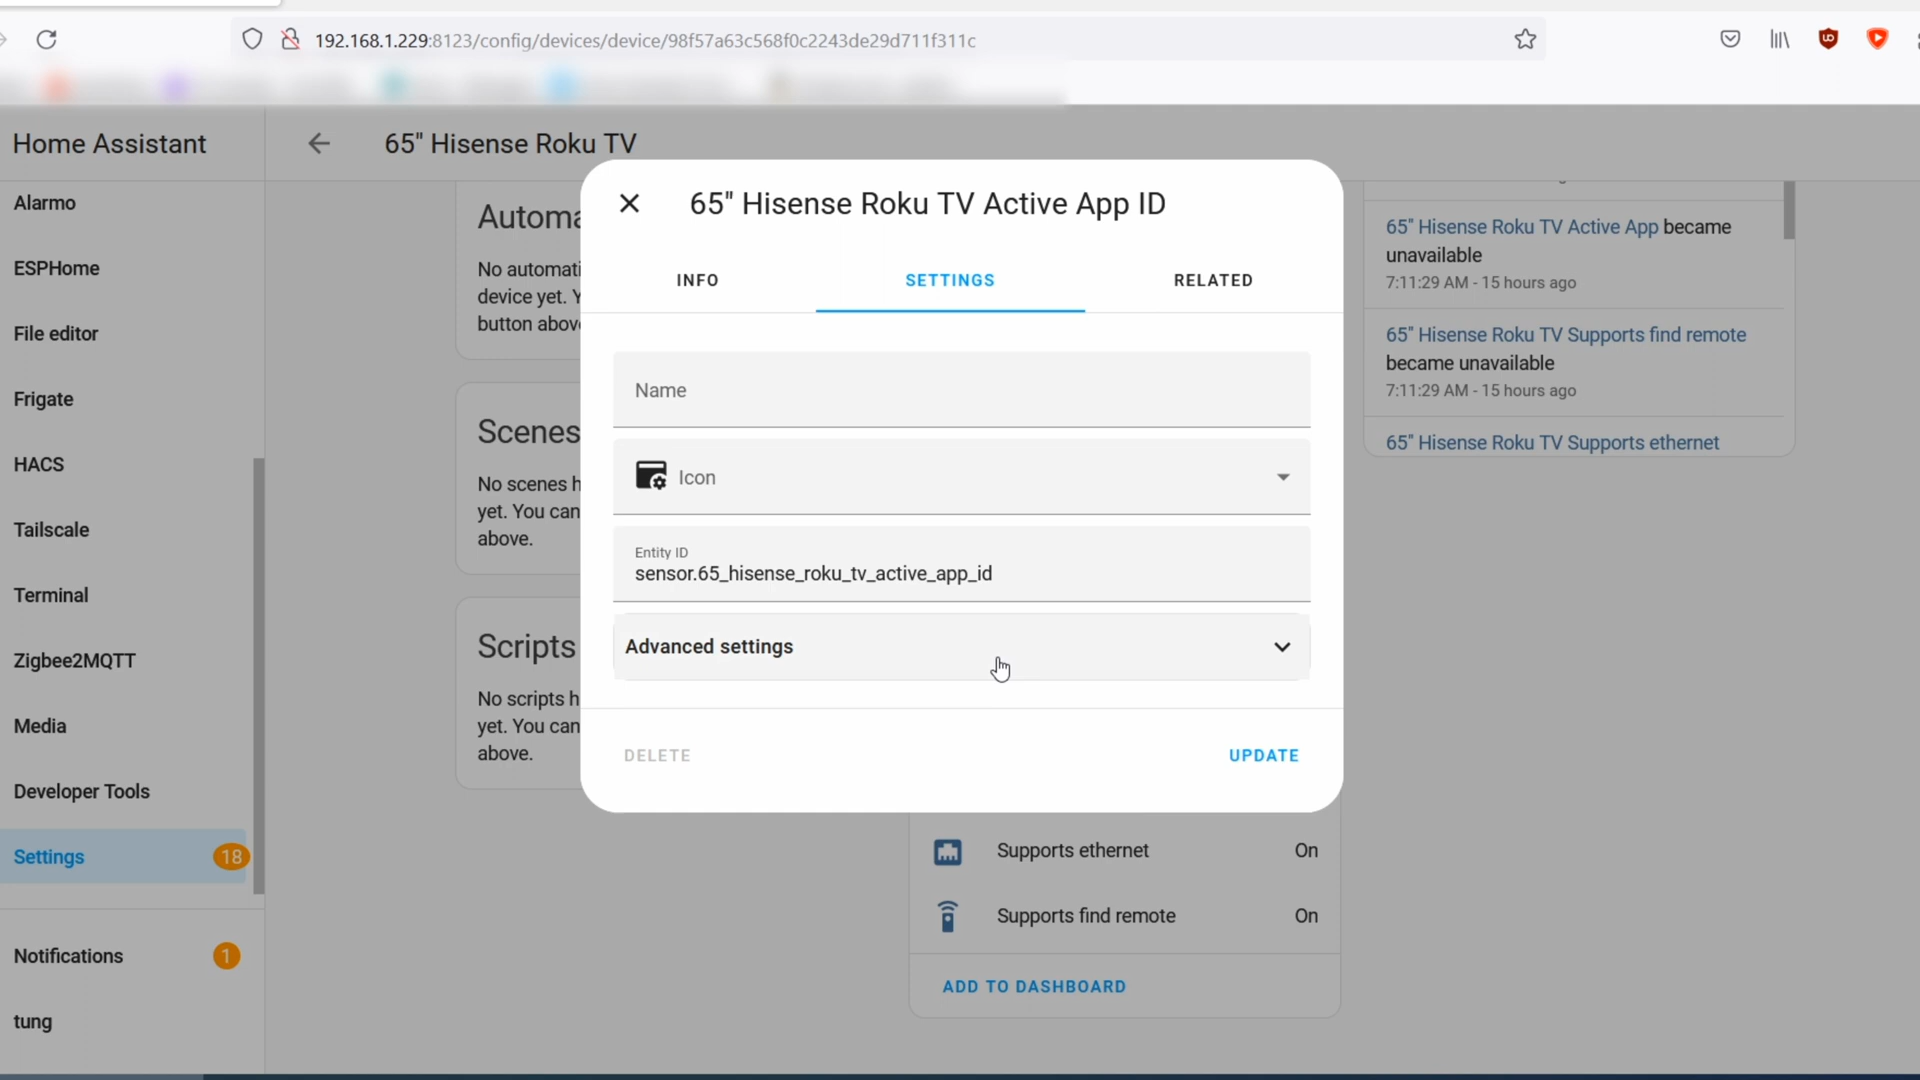 192.168.1.229:8123/config/devices/device/98f57a63c568f0c2243de29d711f311c
Home Assistant
65" Hisense Roku TV
Alarmo
ESPHome
File editor
Frigate
HACS
Tailscale
Terminal
Zigbee2MQTT
Media
Developer Tools
Settings 18
Notifications 1
tung
No automati
device yet. Y
button abov
Scenes
No scenes h
yet. You can
above.
Scripts
No scripts h
yet. You can
above.
65" Hisense Roku TV Active App ID
INFO
SETTINGS
RELATED
Name
Icon
Entity ID
sensor.65_hisense_roku_tv_active_app_id
Advanced settings
DELETE
UPDATE
Supports ethernet On
Supports find remote On
ADD TO DASHBOARD
65" Hisense Roku TV Active App became
unavailable
7:11:29 AM - 15 hours ago
65" Hisense Roku TV Supports find remote
became unavailable
7:11:29 AM - 15 hours ago
65" Hisense Roku TV Supports ethernet